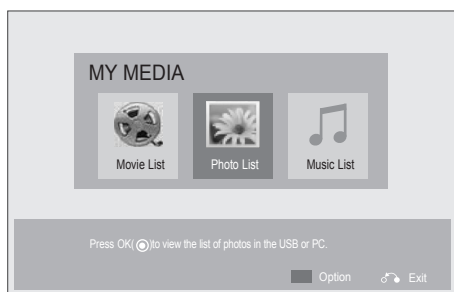 MY MEDIA
Movie List
Photo List
Music List
Press OK( )to view the list of photos in the USB or PC.
Option
Exit